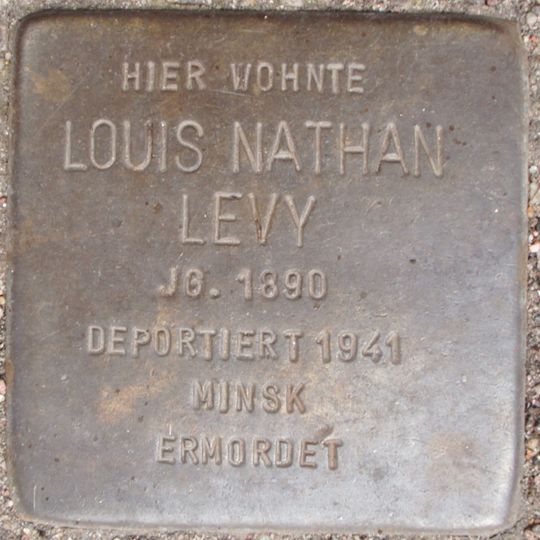 HIER WOHNTE
LOUIS NATHAN
LEVY
JG. 1890
DEPORTIERT 1941
MINSK
ERMORDET